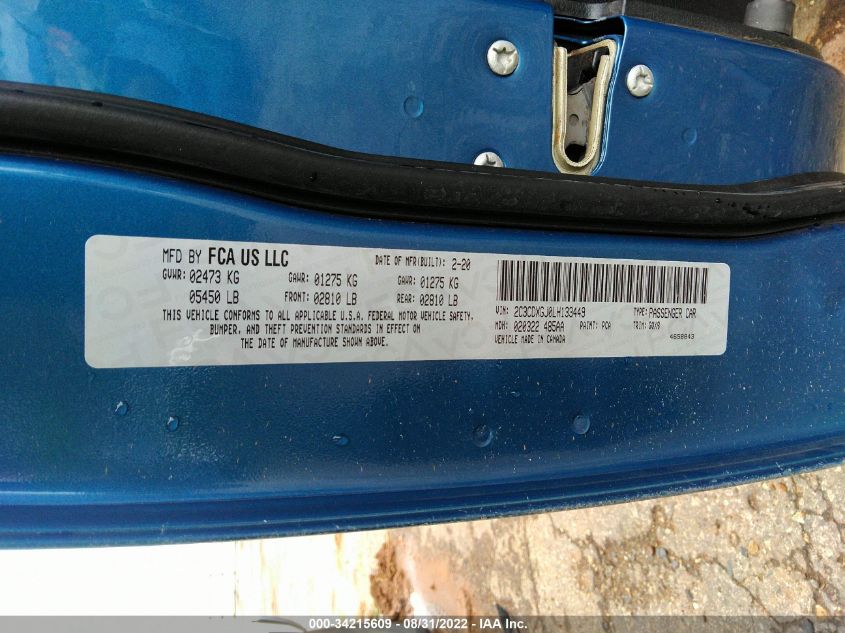 MFD BY FCA US LLC DATE OF MFR(BUILT): 2-20
GVWR: 02473 KG GAWR: 01275 KG GAWR: 01275 KG
05450 LB FRONT: 02810 LB REAR: 02810 LB
THIS VEHICLE CONFORMS TO ALL APPLICABLE U.S.A. FEDERAL MOTOR VEHICLE SAFETY,
BUMPER, AND THEFT PREVENTION STANDARDS IN EFFECT ON
THE DATE OF MANUFACTURE SHOWN ABOVE.
VIN: 2C3CDXGJ0LH133449 TYPE: PASSENGER CAR
MDH: 020322 485AA PAINT: PCA TRIM: GDX9
VEHICLE MADE IN CANADA 4658843
000-34215609 - 08/31/2022 - IAA Inc.